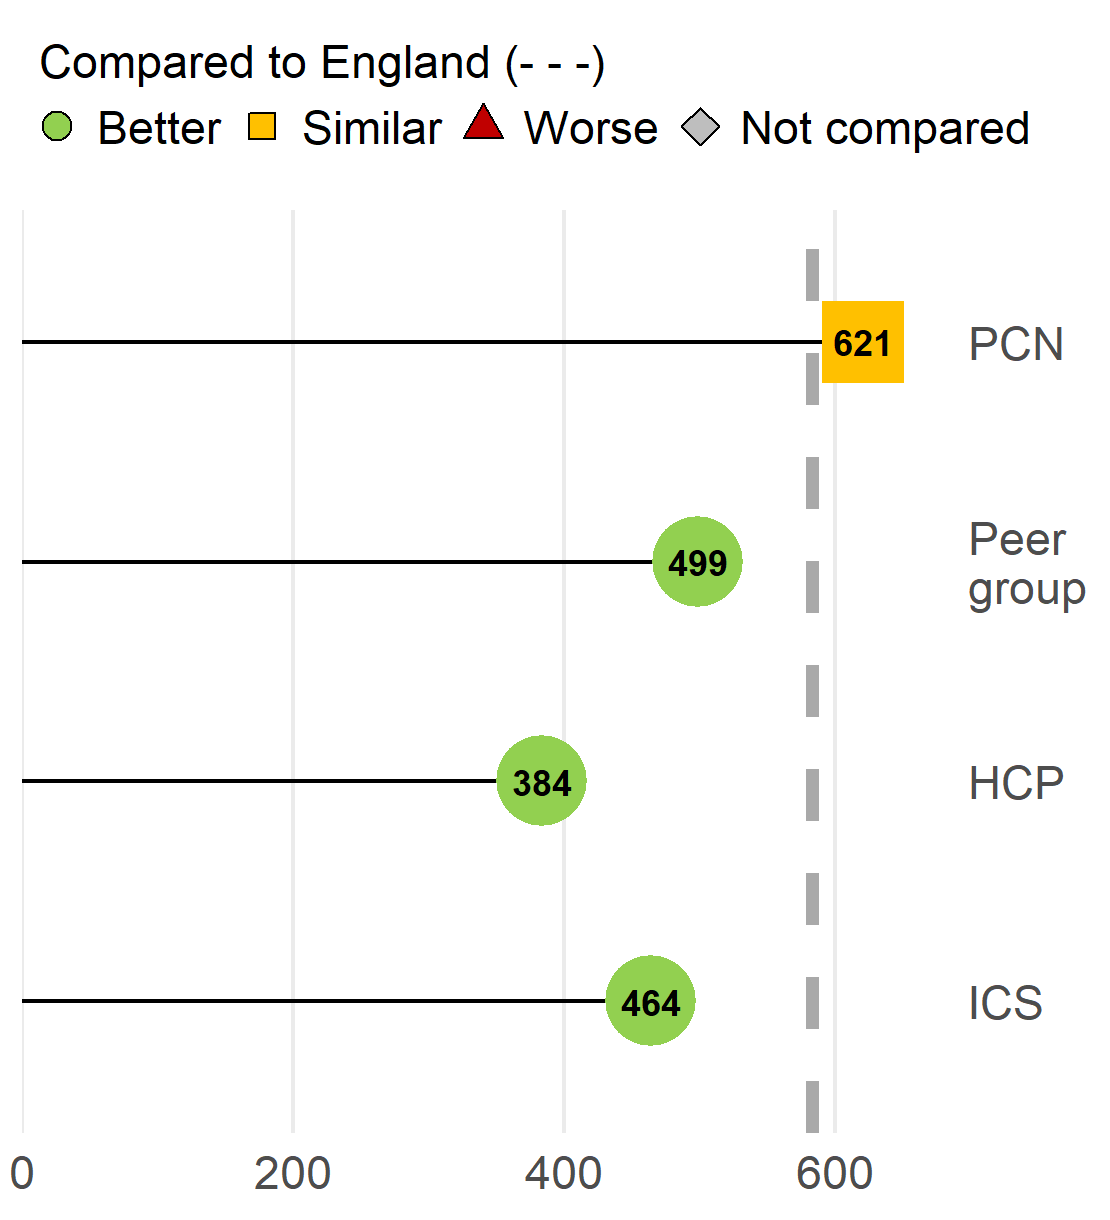 Compared to England (- - -)
Better Similar Worse Not compared
621 PCN
499 Peer
group
384 HCP
464 ICS
0 200 400 600